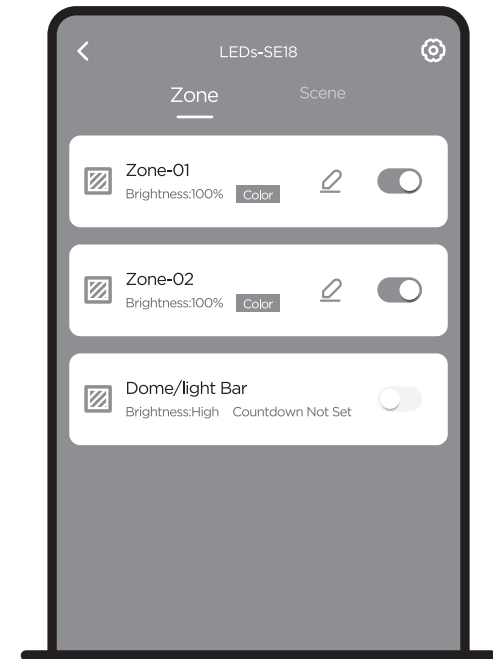 LEDs-SE18
Zone Scene
Zone-01
Brightness:100% Color
Zone-02
Brightness:100% Color
Dome/light Bar
Brightness:High Countdown Not Set